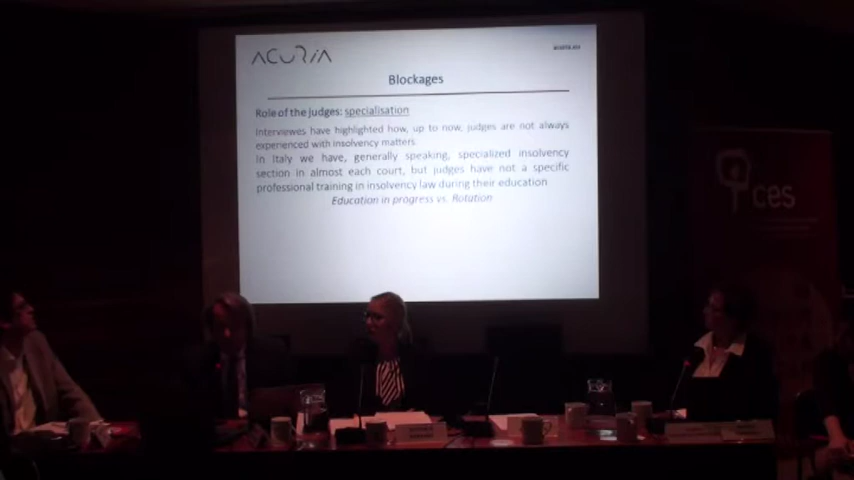 ACURIA
Blockages
Role of the judges: specialisation
Interviewes have highlighted how, up to now, judges are not always
experienced with insolvency matters
In Italy we have, generally speaking, specialized insolvency
section in almost each court, but judges have not a specific
professional training in insolvency law during their education
Education in progress vs. Rotation
ces